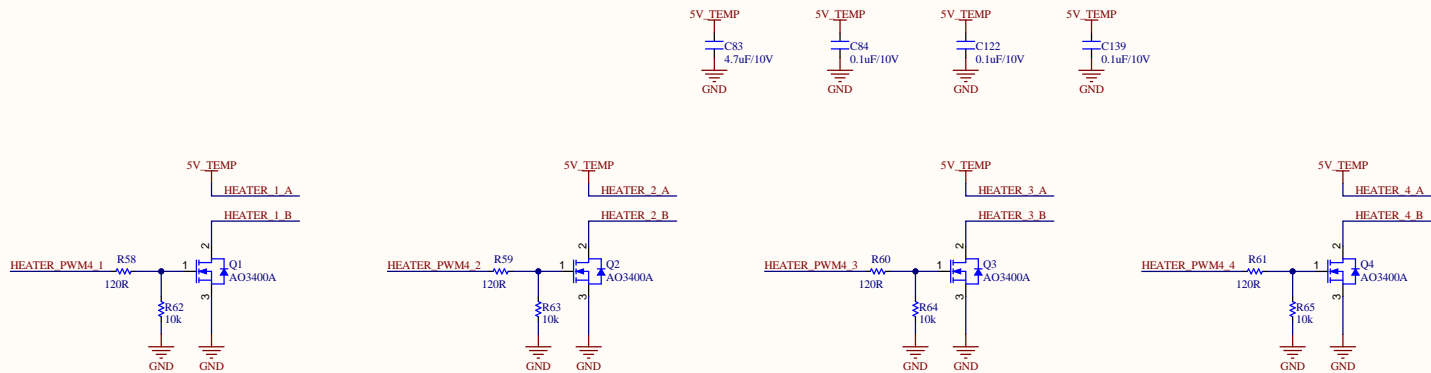 5V_TEMP
5V_TEMP
5V_TEMP
5V_TEMP
C83
4.7uF/10V
C84
0.1uF/10V
C122
0.1uF/10V
C139
0.1uF/10V
GND
GND
GND
GND
5V_TEMP
HEATER_1_A
HEATER_1_B
HEATER_PWM4_1
R58
120R
1
2
3
Q1
AO3400A
R62
10k
GND
GND
5V_TEMP
HEATER_2_A
HEATER_2_B
HEATER_PWM4_2
R59
120R
1
2
3
Q2
AO3400A
R63
10k
GND
GND
5V_TEMP
HEATER_3_A
HEATER_3_B
HEATER_PWM4_3
R60
120R
1
2
3
Q3
AO3400A
R64
10k
GND
GND
5V_TEMP
HEATER_4_A
HEATER_4_B
HEATER_PWM4_4
R61
120R
1
2
3
Q4
AO3400A
R65
10k
GND
GND